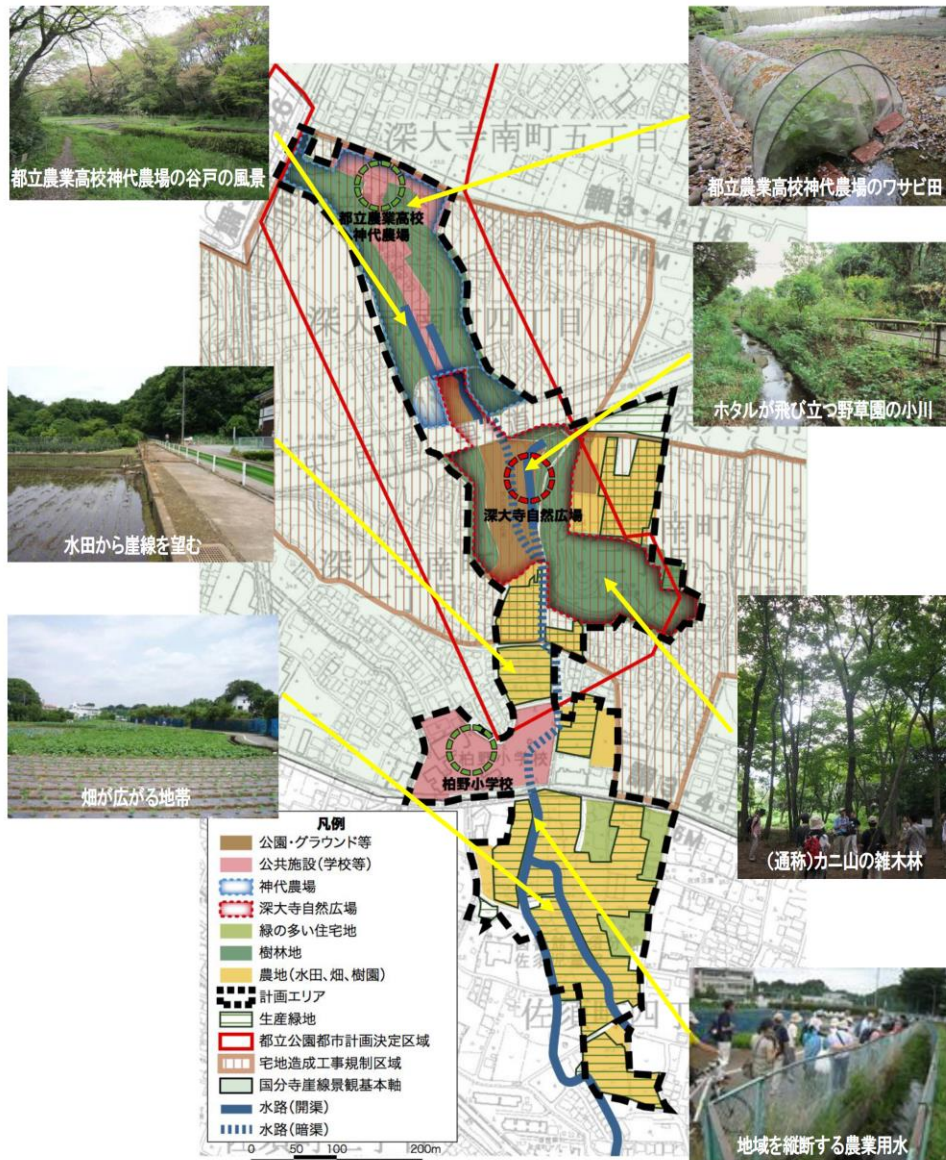 都立農業高校神代農場の谷戸の風景
都立農業高校神代農場のワサビ田
深大寺南町五丁目
調3・4・14
都立農業高校
神代農場
ホタルが飛び立つ野草園の小川
水田から崖線を望む
深大寺自然広場
南町
畑が広がる地帯
柏野小学校
(通称)カニ山の雑木林
凡例
公園・グラウンド等
公共施設(学校等)
神代農場
深大寺自然広場
緑の多い住宅地
樹林地
農地(水田、畑、樹園)
計画エリア
生産緑地
都立公園都市計画決定区域
宅地造成工事規制区域
国分寺崖線景観基本軸
水路(開渠)
水路(暗渠)
0 50 100 200m
地域を縦断する農業用水